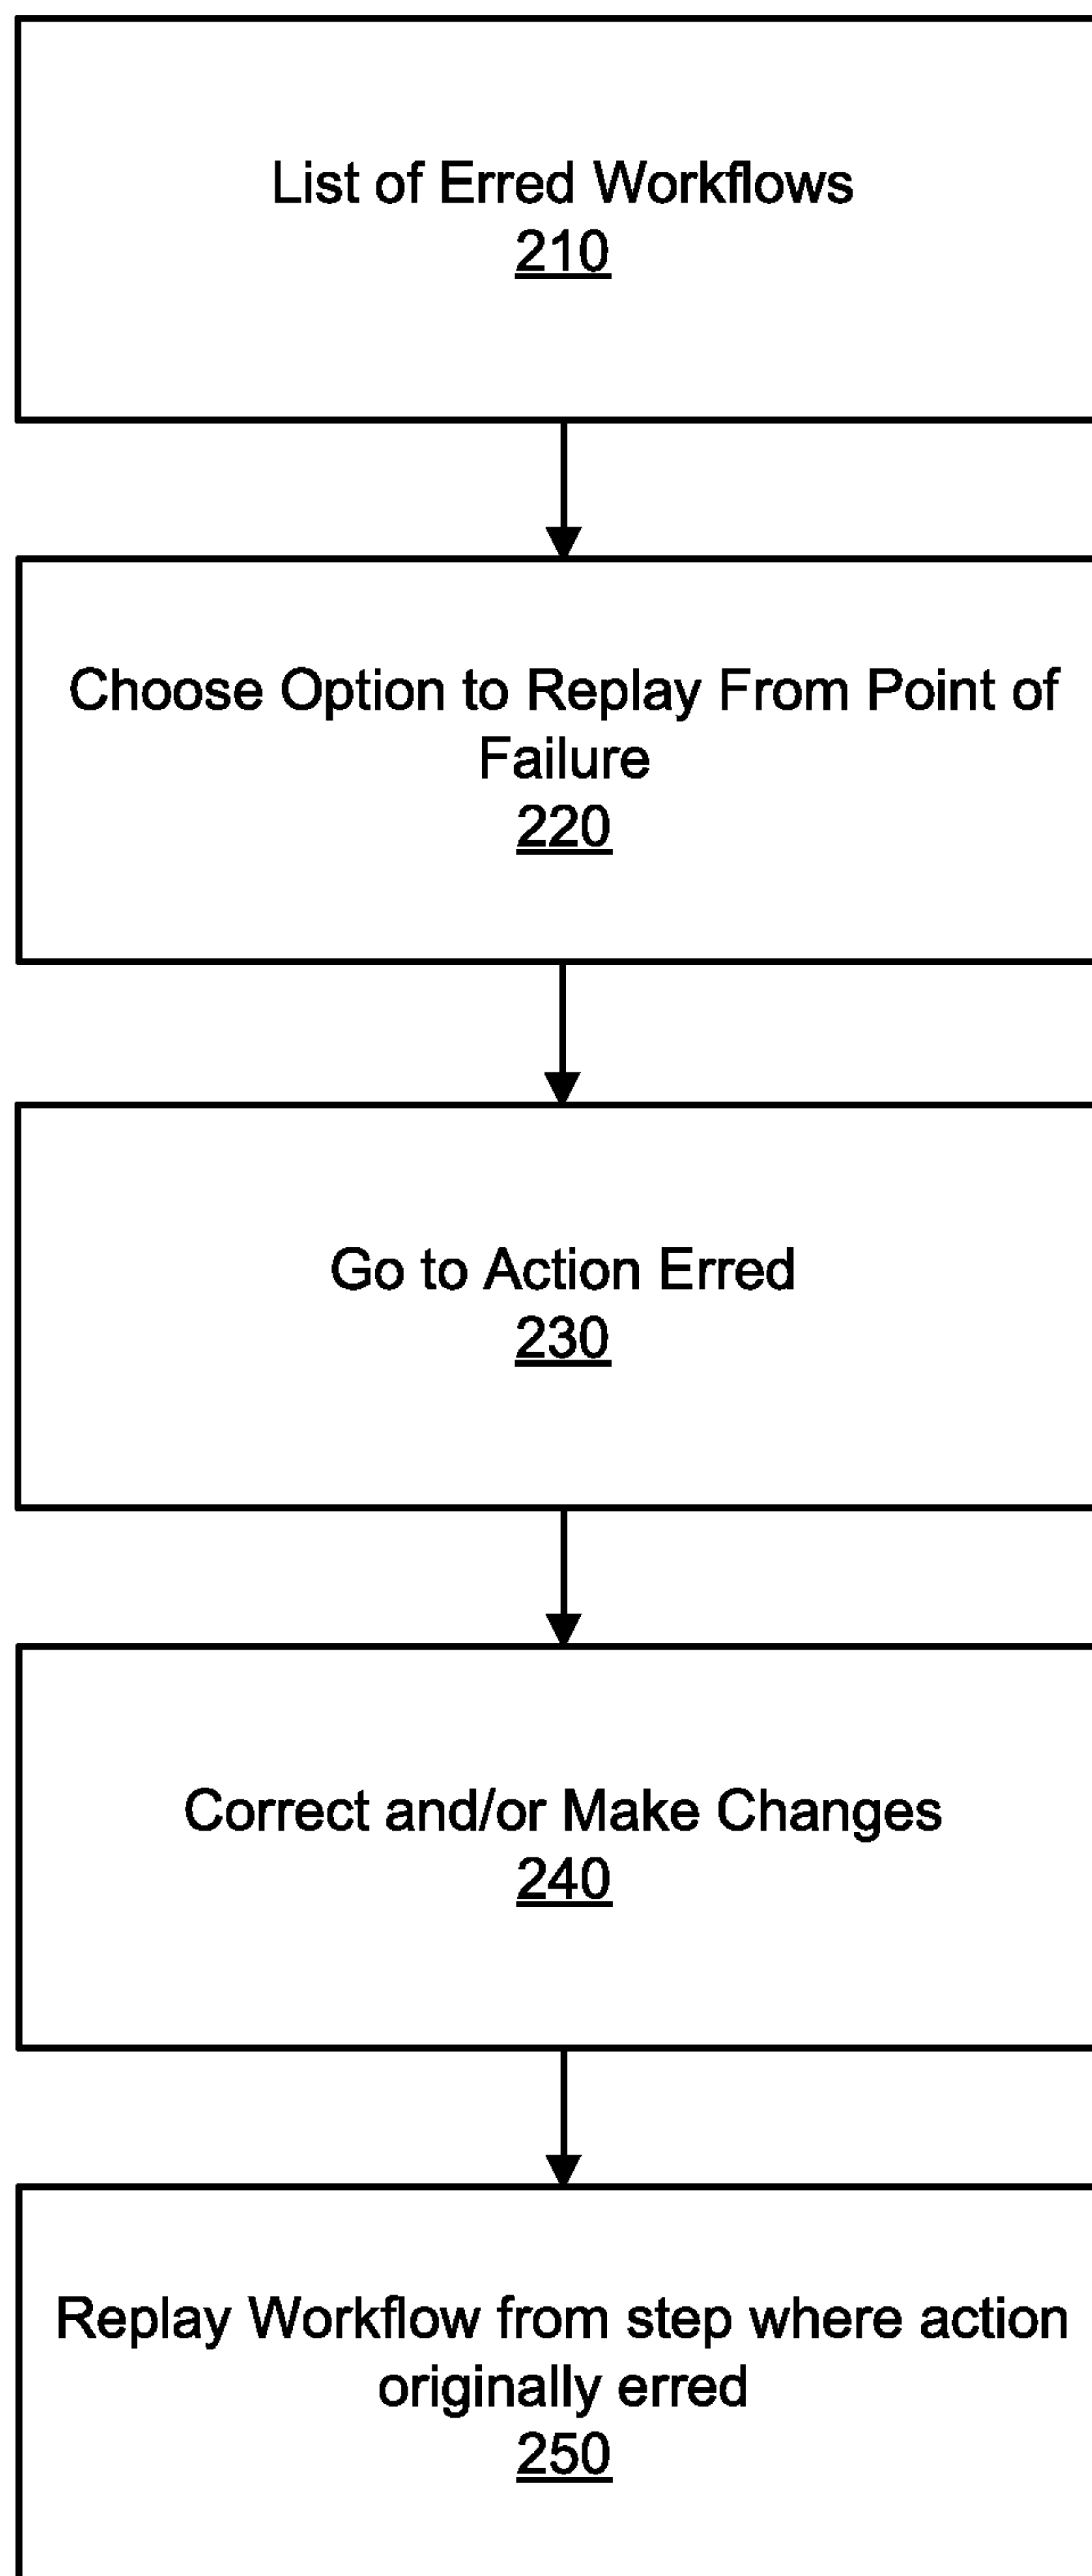 List of Erred Workflows
210
Choose Option to Replay From Point of
Failure
220
Go to Action Erred
230
Correct and/or Make Changes
240
Replay Workflow from step where action
originally erred
250